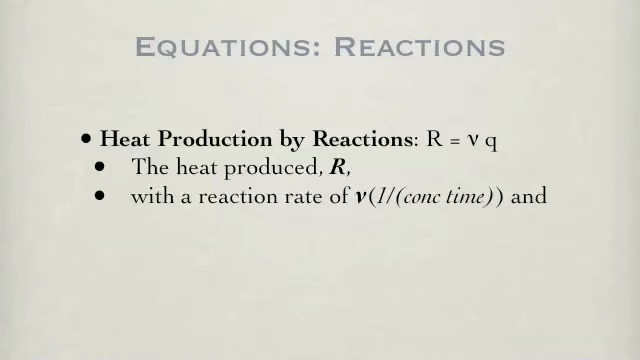 EQUATIONS: REACTIONS
• Heat Production by Reactions: R = ν q
• The heat produced, R,
• with a reaction rate of ν(1/(conc time)) and